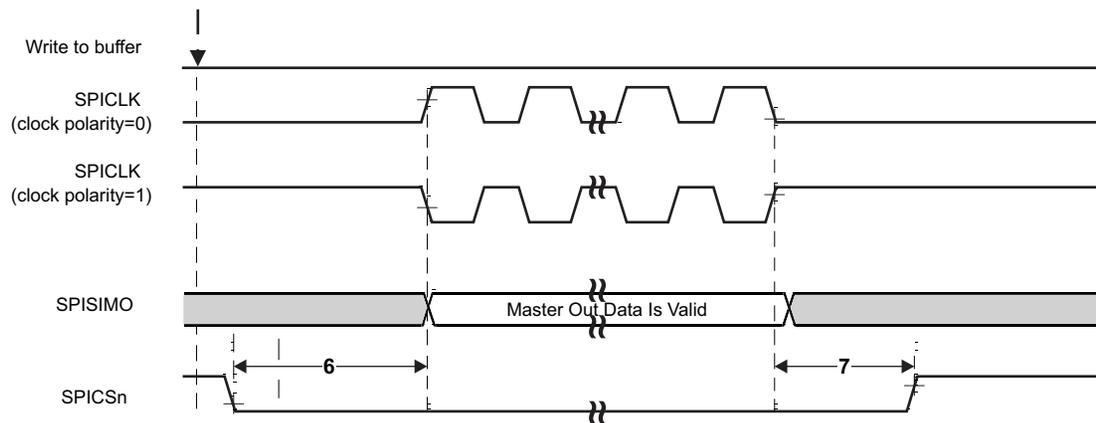 Write to buffer
SPICLK
(clock polarity=0)
SPICLK
(clock polarity=1)
SPISIMO
Master Out Data Is Valid
6
7
SPICSn